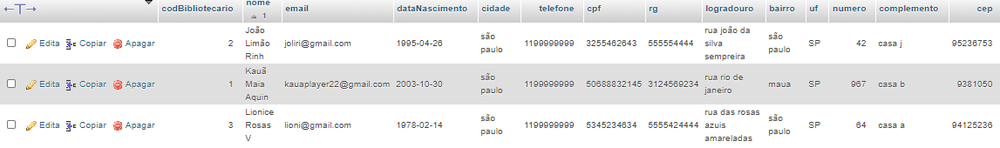 codBibliotecario nome 1 email dataNascimento cidade telefone cpf rg logradouro bairro uf numero complemento cep
Edita Copiar Apagar 2 João Limão Rinh joliri@gmail.com 1995-04-26 são paulo 1199999999 3255462643 555554444 rua joão da silva sempreira são paulo SP 42 casa j 95236753
Edita Copiar Apagar 1 Kauã Maia Aquin kauaplayer22@gmail.com 2003-10-30 são paulo 1199999999 50688832145 3124569234 rua rio de janeiro maua SP 967 casa b 9381050
Edita Copiar Apagar 3 Lionice Rosas V lioni@gmail.com 1978-02-14 são paulo 1199999999 5345234634 5555424444 rua das rosas azuis amareladas são paulo SP 64 casa a 94125236